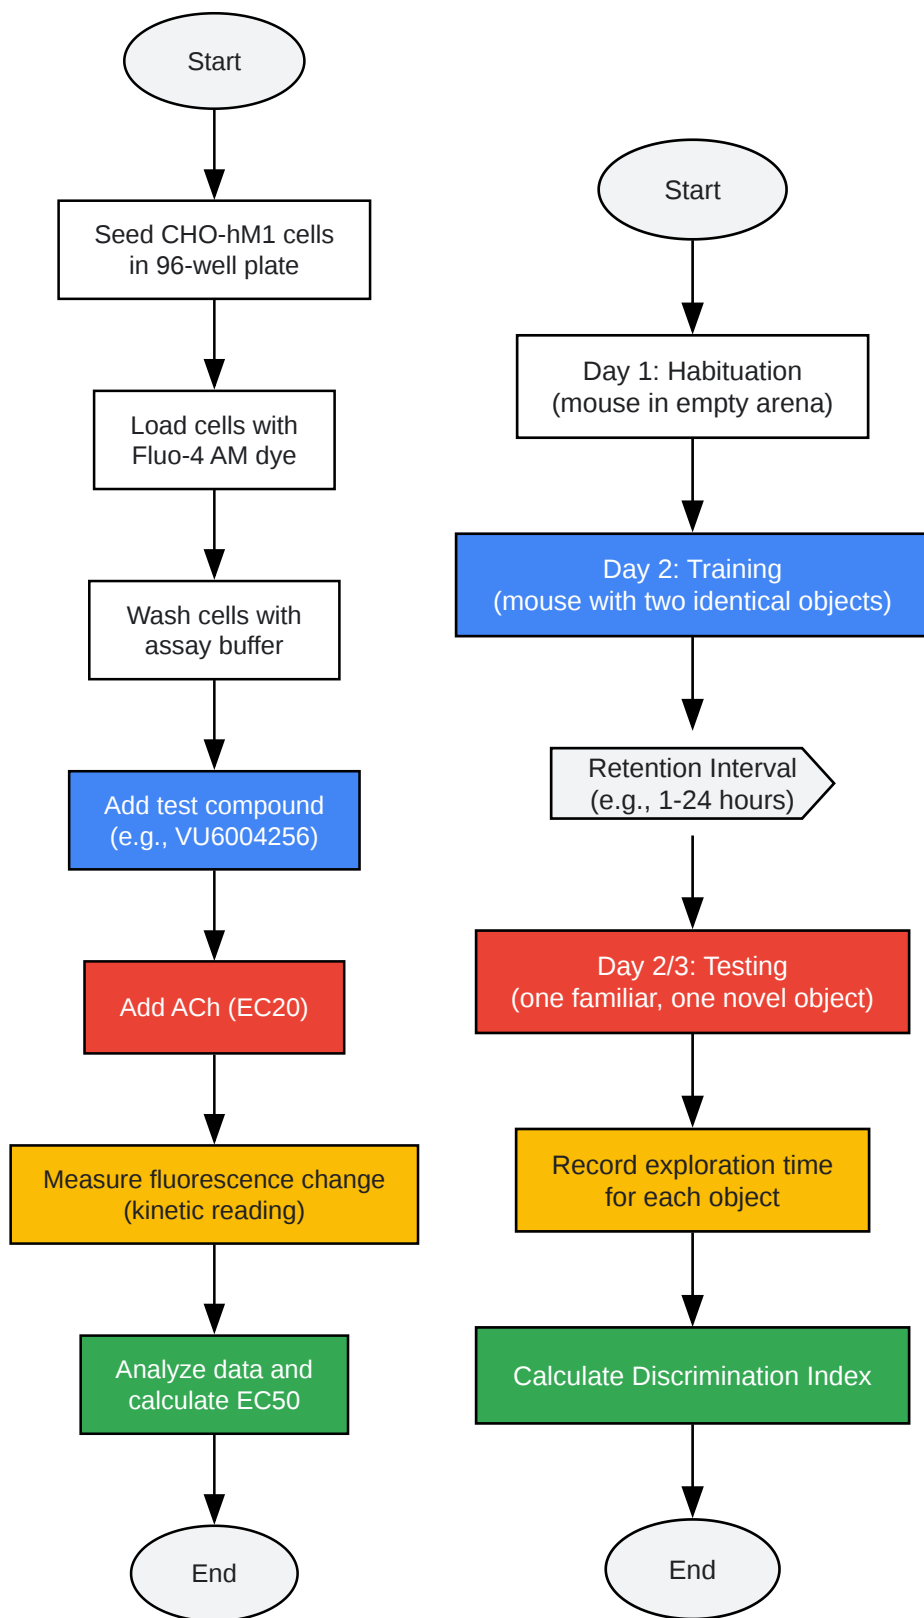 Start
Seed CHO-hM1 cells
in 96-well plate
Load cells with
Fluo-4 AM dye
Wash cells with
assay buffer
Add test compound
(e.g., VU6004256)
Add ACh (EC20)
Measure fluorescence change
(kinetic reading)
Analyze data and
calculate EC50
End
Start
Day 1: Habituation
(mouse in empty arena)
Day 2: Training
(mouse with two identical objects)
Retention Interval
(e.g., 1-24 hours)
Day 2/3: Testing
(one familiar, one novel object)
Record exploration time
for each object
Calculate Discrimination Index
End